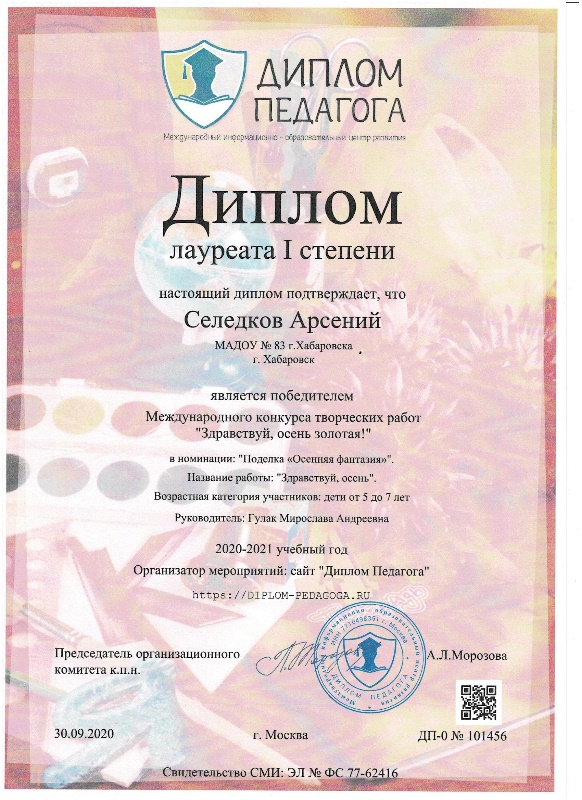 ДИПЛОМ
ПЕДАГОГА
Международный информационно - образовательный центр развития
Диплом
лауреата I степени
настоящий диплом подтверждает, что
Селедков Арсений
МАДОУ № 83 г.Хабаровска
г. Хабаровск
является победителем
Международного конкурса творческих работ
"Здравствуй, осень золотая!"
в номинации: "Поделка «Осенняя фантазия»".
Название работы: "Здравствуй, осень".
Возрастная категория участников: дети от 5 до 7 лет
Руководитель: Гулак Мирослава Андреевна
2020-2021 учебный год
Организатор мероприятий: сайт "Диплом Педагога"
https://DIPLOM-PEDAGOGA.RU
Председатель организационного
комитета к.п.н.
А.Л.Морозова
ДИПЛОМ ПЕДАГОГА
30.09.2020
г. Москва
ДП-0 № 101456
Свидетельство СМИ: ЭЛ № ФС 77-62416